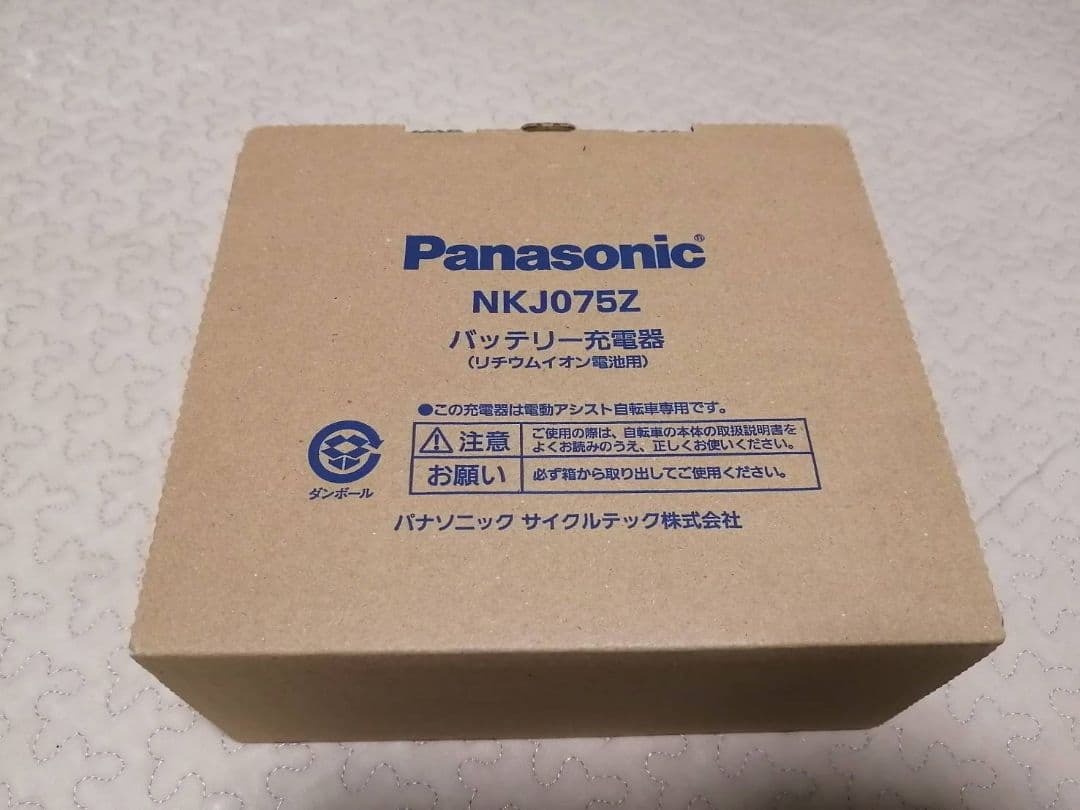 Panasonic®
NKJ075Z
バッテリー充電器
(リチウムイオン電池用)
●この充電器は電動アシスト自転車専用です。
注意
ご使用の際は、自転車の本体の取扱説明書を
よくお読みのうえ、正しくお使いください。
お願い
必ず箱から取り出してご使用ください。
ダンボール
パナソニック サイクルテック株式会社